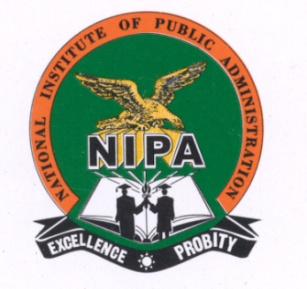 NATIONAL INSTITUTE OF PUBLIC ADMINISTRATION
NIPA
EXCELLENCE PROBITY